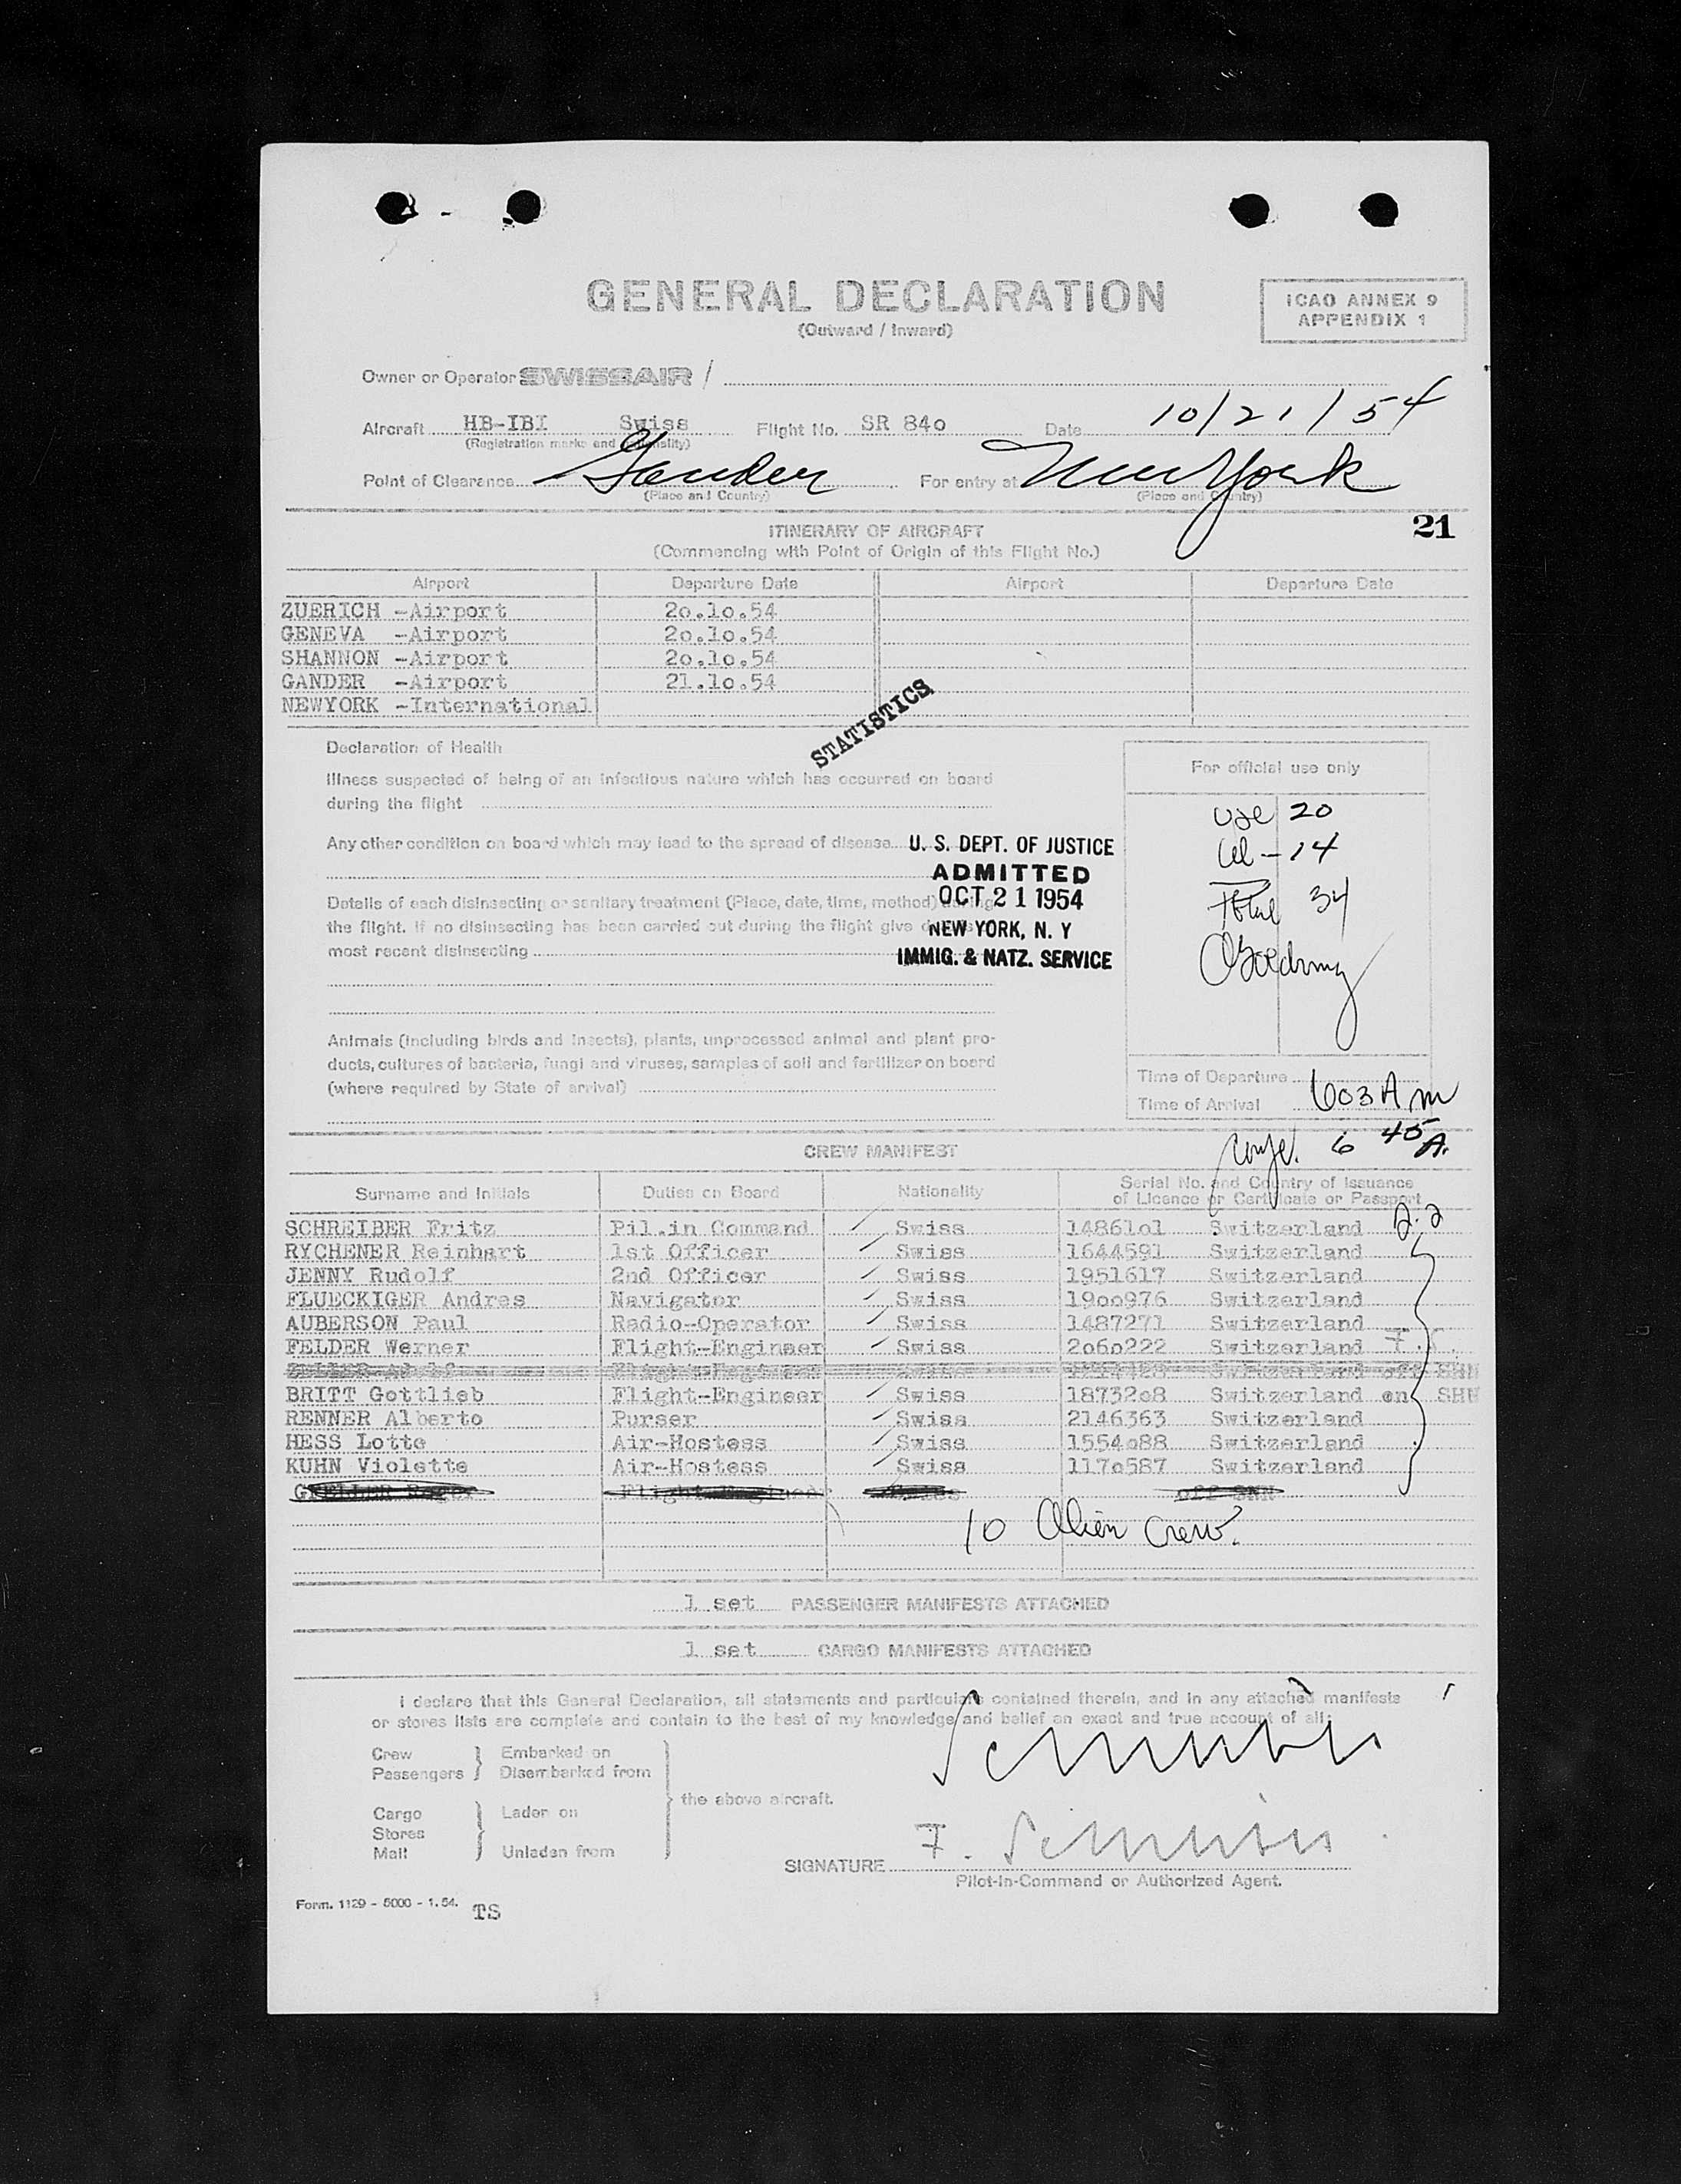 GENERAL DECLARATION
(Outward / Inward)
ICAO ANNEX 9
APPENDIX 1
Owner or Operator SWISSAIR /
Aircraft HB-IBI Swiss Flight No. SR 84o Date 10/21/54
(Registration marks and Nationality)
Point of Clearance Gander For entry at New York
(Place and Country) (Place and Country)
21
ITINERARY OF AIRCRAFT
(Commencing with Point of Origin of this Flight No.)
Airport Departure Date Airport Departure Date
ZUERICH -Airport 2o.1o.54
GENEVA -Airport 2o.1o.54
SHANNON -Airport 2o.1o.54
GANDER -Airport 21.1o.54
NEWYORK -International
STATISTICS
Declaration of Health
Illness suspected of being of an infectious nature which has occurred on board
during the flight
Any other condition on board which may lead to the spread of disease
Details of each disinsecting or sanitary treatment (Place, date, time, method) during
the flight. If no disinsecting has been carried out during the flight give
most recent disinsecting
U. S. DEPT. OF JUSTICE
ADMITTED
OCT 21 1954
NEW YORK, N. Y
IMMIG. & NATZ. SERVICE
Animals (including birds and insects), plants, unprocessed animal and plant pro-
ducts, cultures of bacteria, fungi and viruses, samples of soil and fertilizer on board
(where required by State of arrival)
For official use only
20
14
Total 34
Time of Departure
Time of Arrival 603 A m
6 45 A.
CREW MANIFEST
Surname and Initials Duties on Board Nationality Serial No. and Country of Issuance
of Licence or Certificate or Passport
SCHREIBER Fritz Pil.in Command Swiss 14861o1 Switzerland
RYCHENER Reinhart 1st Officer Swiss 1644591 Switzerland
JENNY Rudolf 2nd Officer Swiss 1951617 Switzerland
FLUECKIGER Andres Navigator Swiss 19oo976 Switzerland
AUBERSON Paul Radio-Operator Swiss 1487271 Switzerland
FELDER Werner Flight-Engineer Swiss 2o6o222 Switzerland
BRITT Gottlieb Flight-Engineer Swiss 18732o8 Switzerland on SHN
RENNER Alberto Purser Swiss 2146363 Switzerland
HESS Lotte Air-Hostess Swiss 1554o88 Switzerland
KUHN Violette Air-Hostess Swiss 117o587 Switzerland
10 Alien Crew.
1 set PASSENGER MANIFESTS ATTACHED
1 set CARGO MANIFESTS ATTACHED
I declare that this General Declaration, all statements and particulars contained therein, and in any attached manifests
or stores lists are complete and contain to the best of my knowledge and belief an exact and true account of all:
Crew Embarked on
Passengers Disembarked from
the above aircraft.
Cargo Laden on
Stores
Mail Unladen from
SIGNATURE
Pilot-in-Command or Authorized Agent.
Form. 1129 - 5000 - 1.54. TS